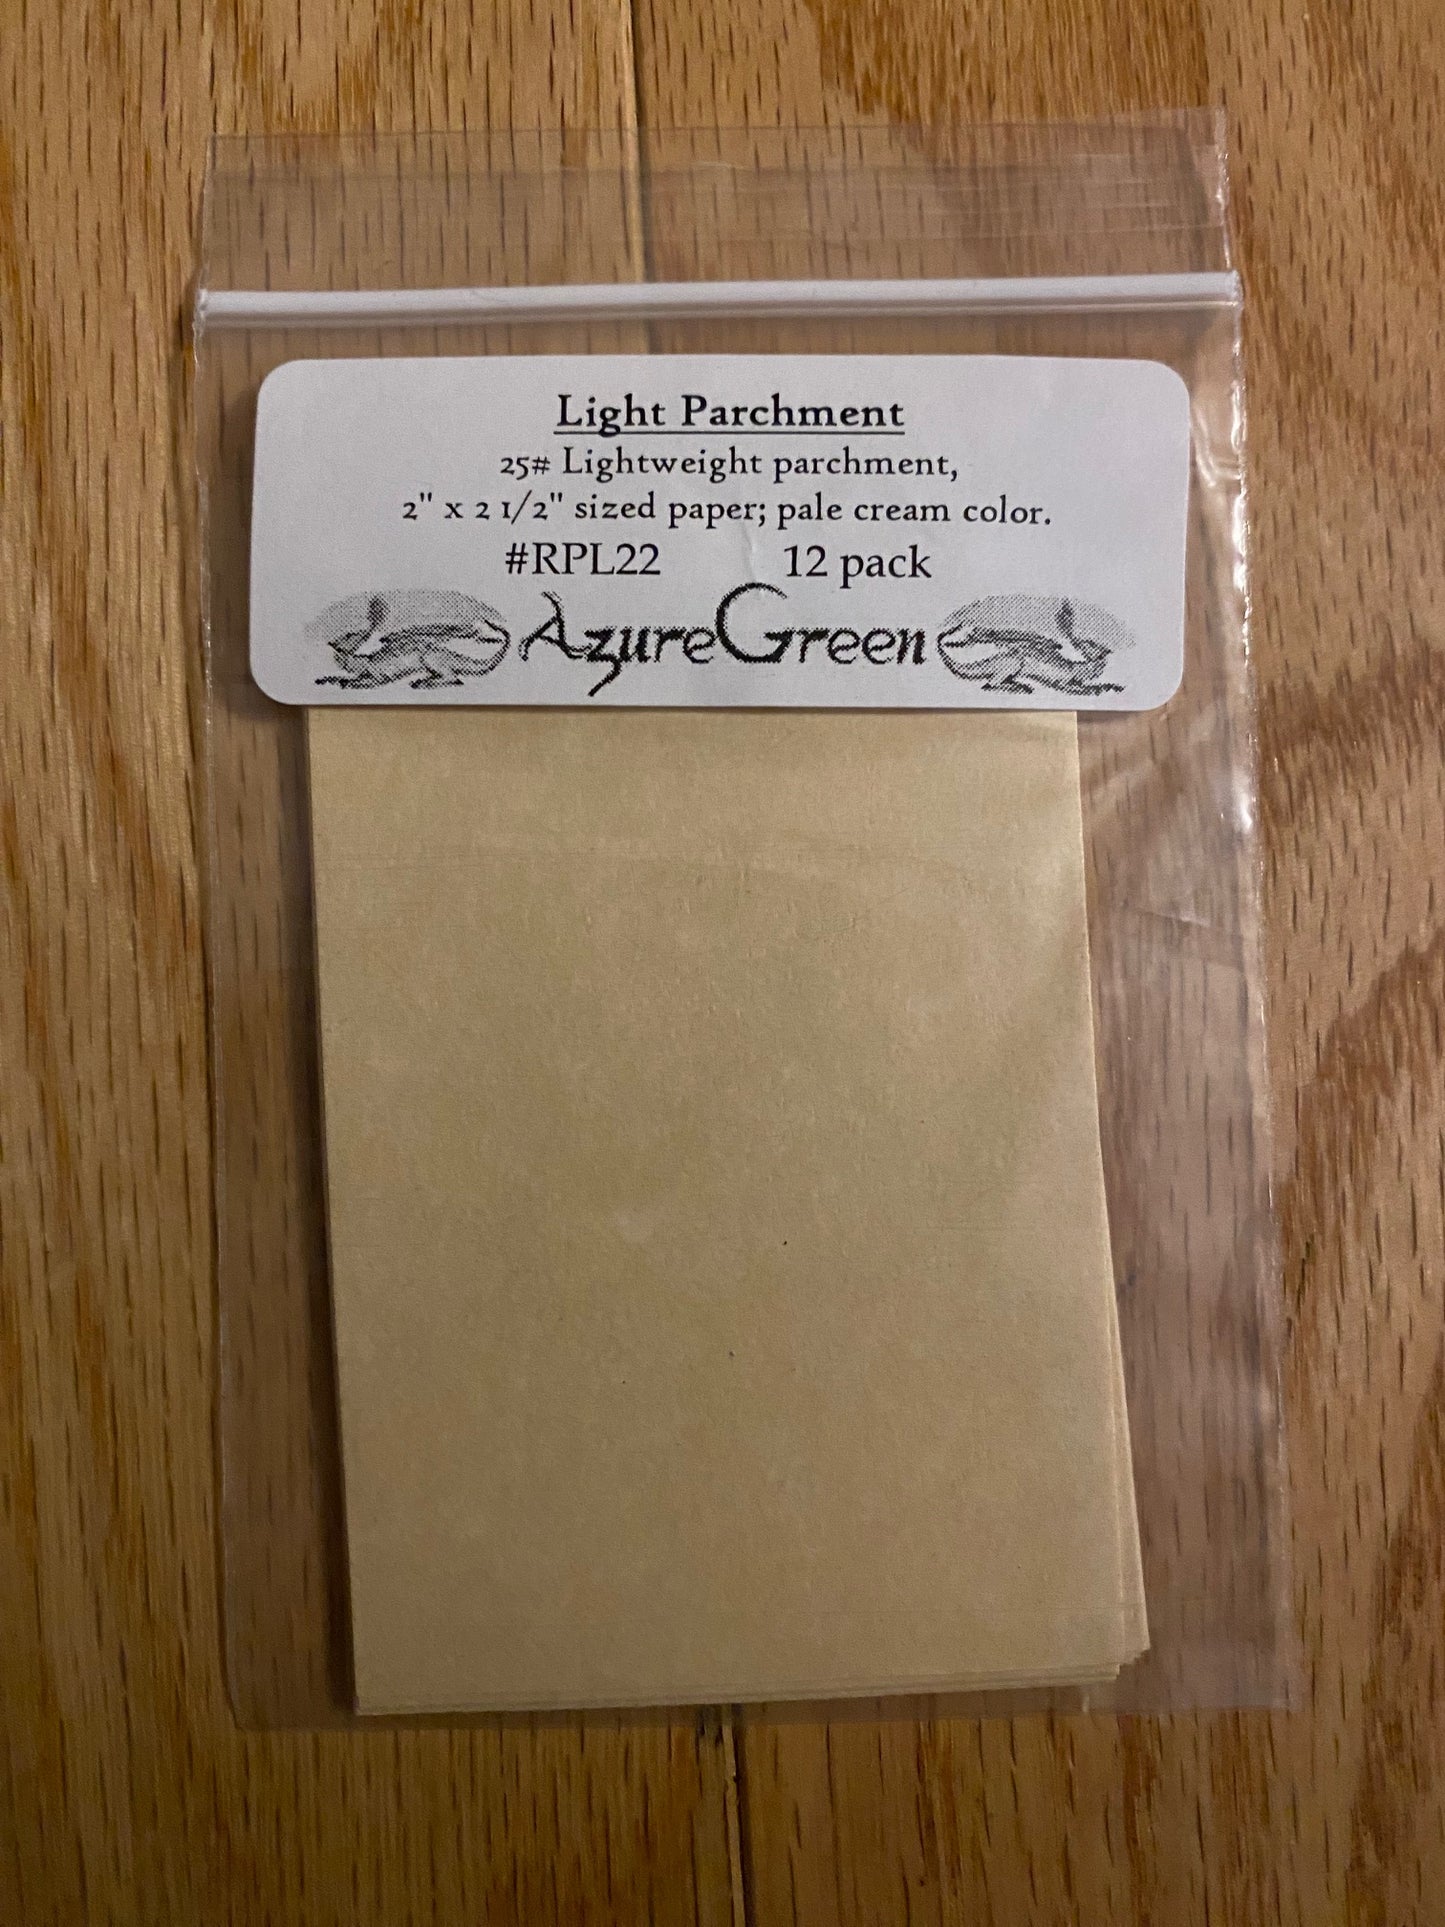 Light Parchment
25# Lightweight parchment,
2" x 2 1/2" sized paper; pale cream color.
#RPL22 12 pack
AzureGreen